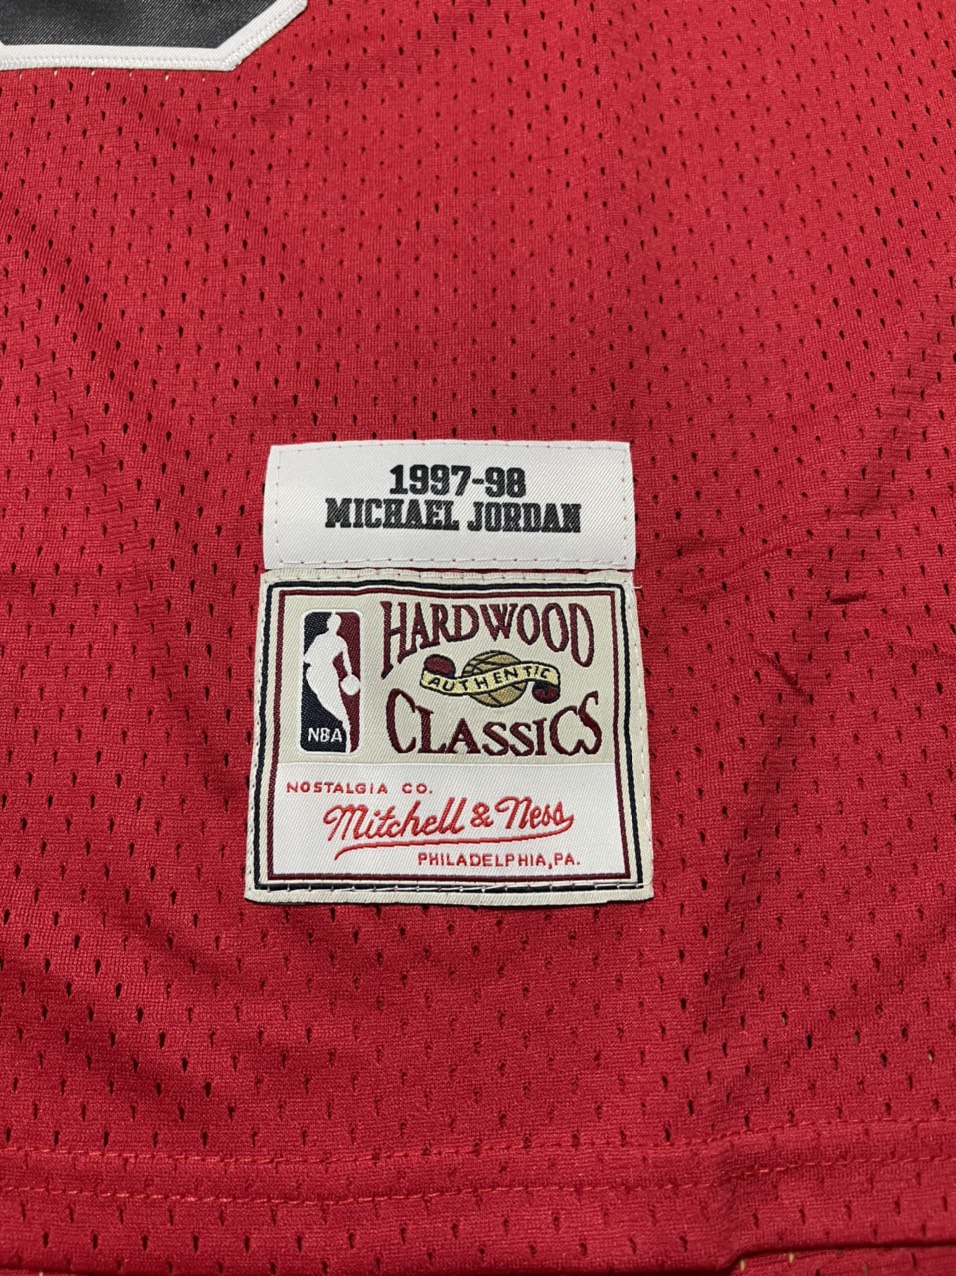 1997-98
MICHAEL JORDAN
HARDWOOD
AUTHENTIC
CLASSICS
NBA
NOSTALGIA CO.
Mitchell & Ness
PHILADELPHIA, PA.